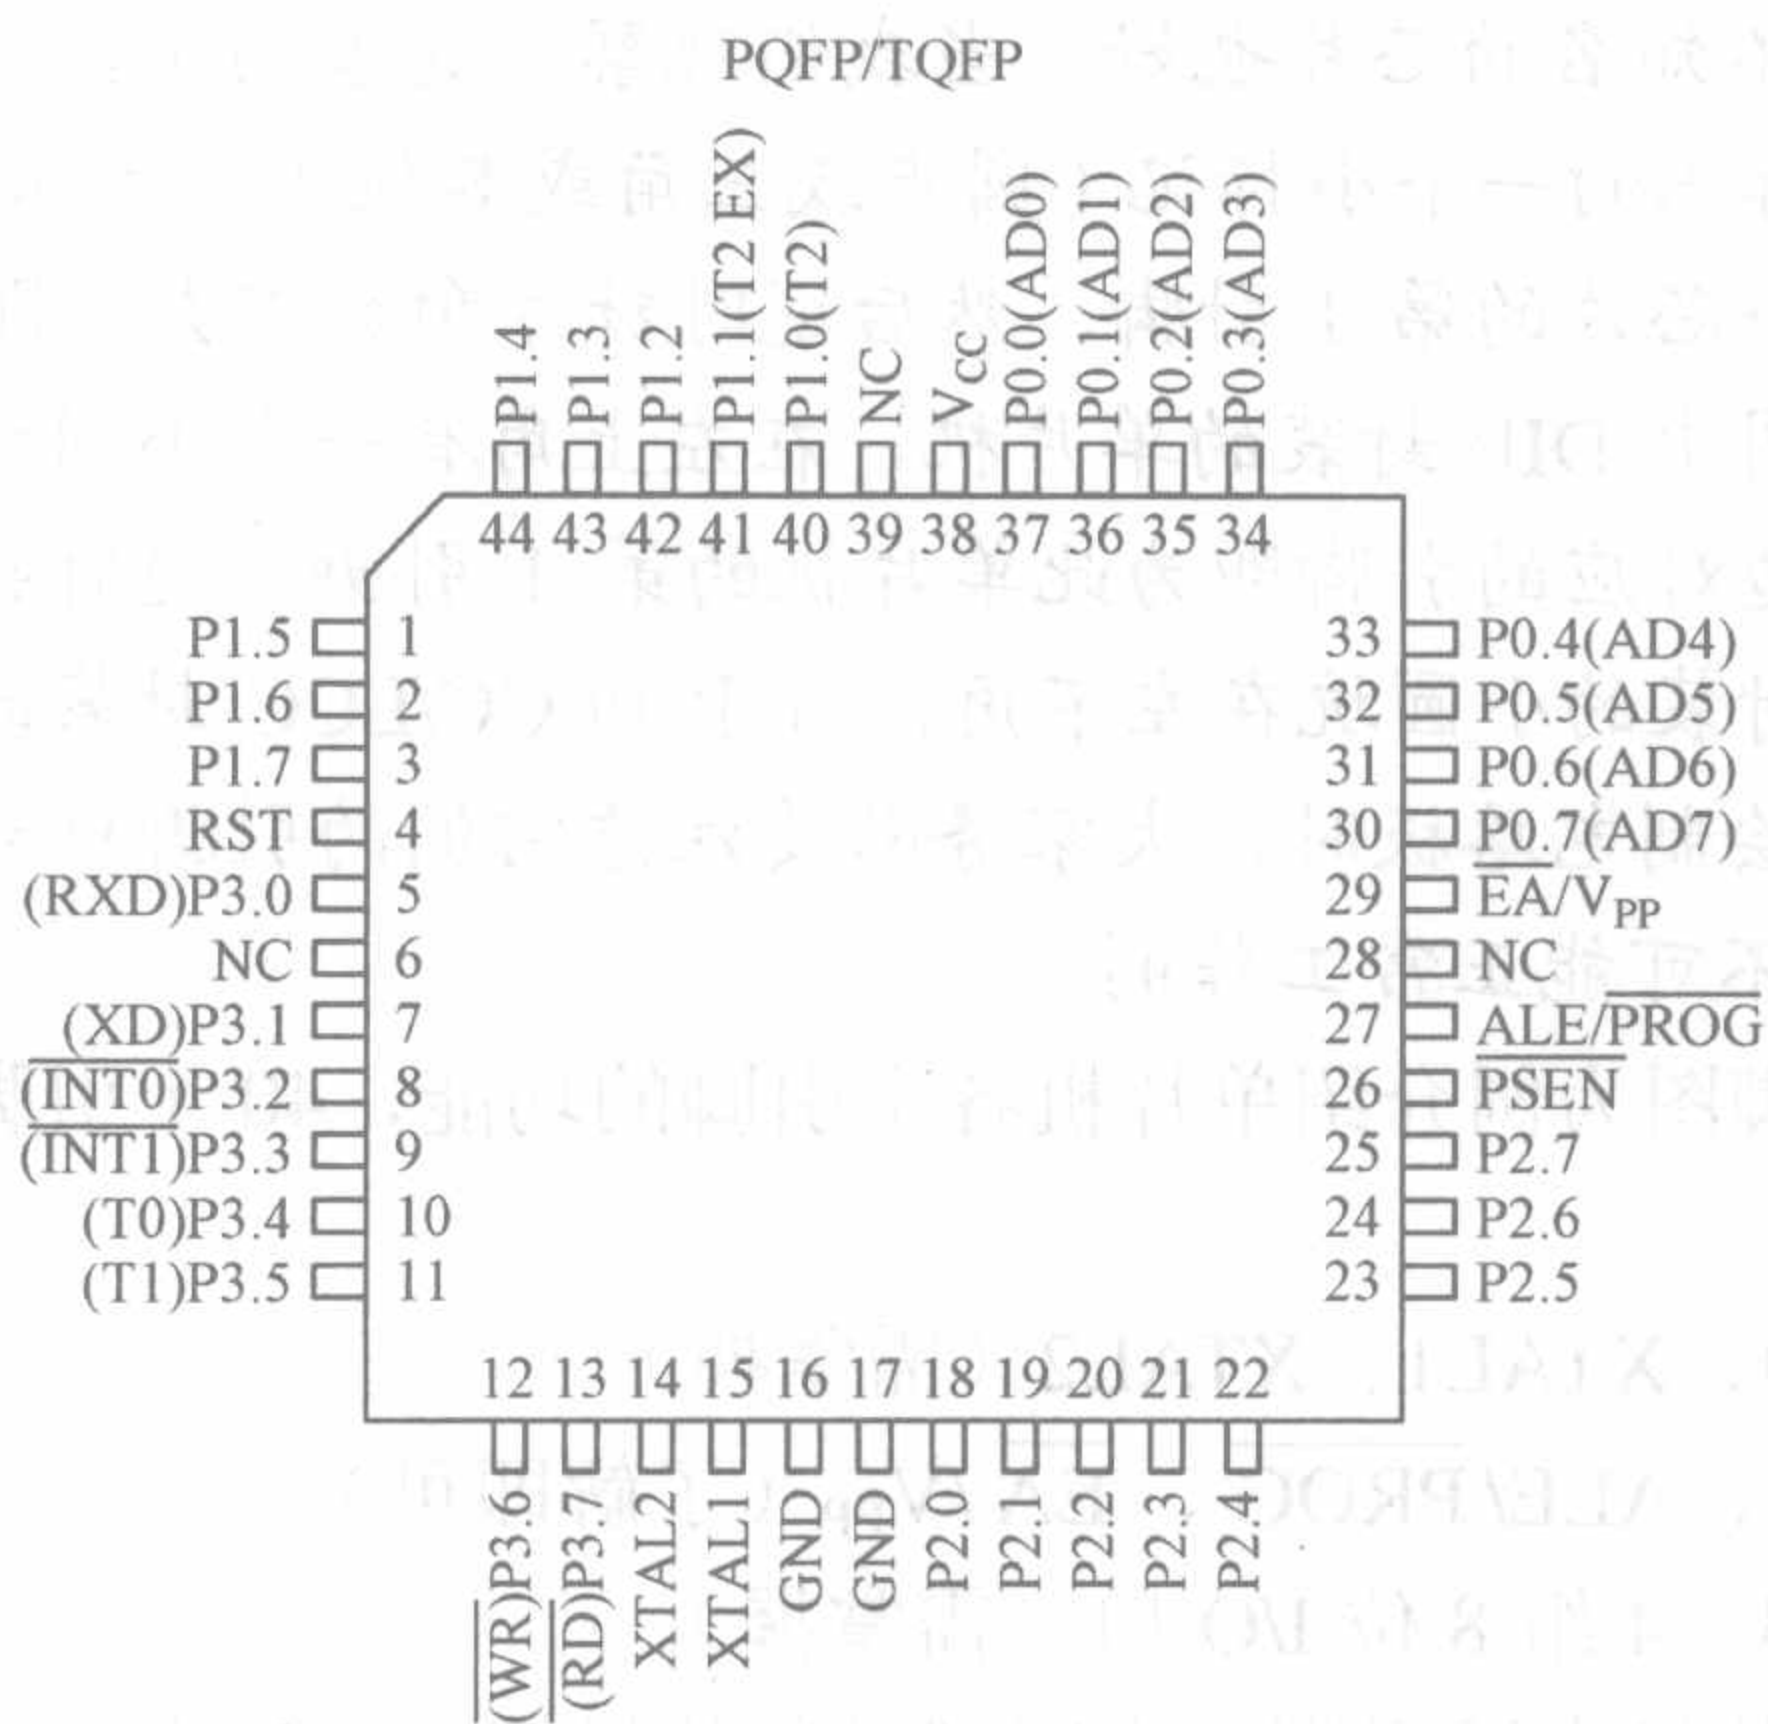 PQFP/TQFP
P1.4
P1.3
P1.2
P1.1(T2 EX)
P1.0(T2)
NC
VCC
P0.0(AD0)
P0.1(AD1)
P0.2(AD2)
P0.3(AD3)
44 43 42 41 40 39 38 37 36 35 34
P1.5 1
P1.6 2
P1.7 3
RST 4
(RXD)P3.0 5
NC 6
(XD)P3.1 7
(INT0)P3.2 8
(INT1)P3.3 9
(T0)P3.4 10
(T1)P3.5 11
33 P0.4(AD4)
32 P0.5(AD5)
31 P0.6(AD6)
30 P0.7(AD7)
29 EA/VPP
28 NC
27 ALE/PROG
26 PSEN
25 P2.7
24 P2.6
23 P2.5
12 13 14 15 16 17 18 19 20 21 22
(WR)P3.6
(RD)P3.7
XTAL2
XTAL1
GND
GND
P2.0
P2.1
P2.2
P2.3
P2.4